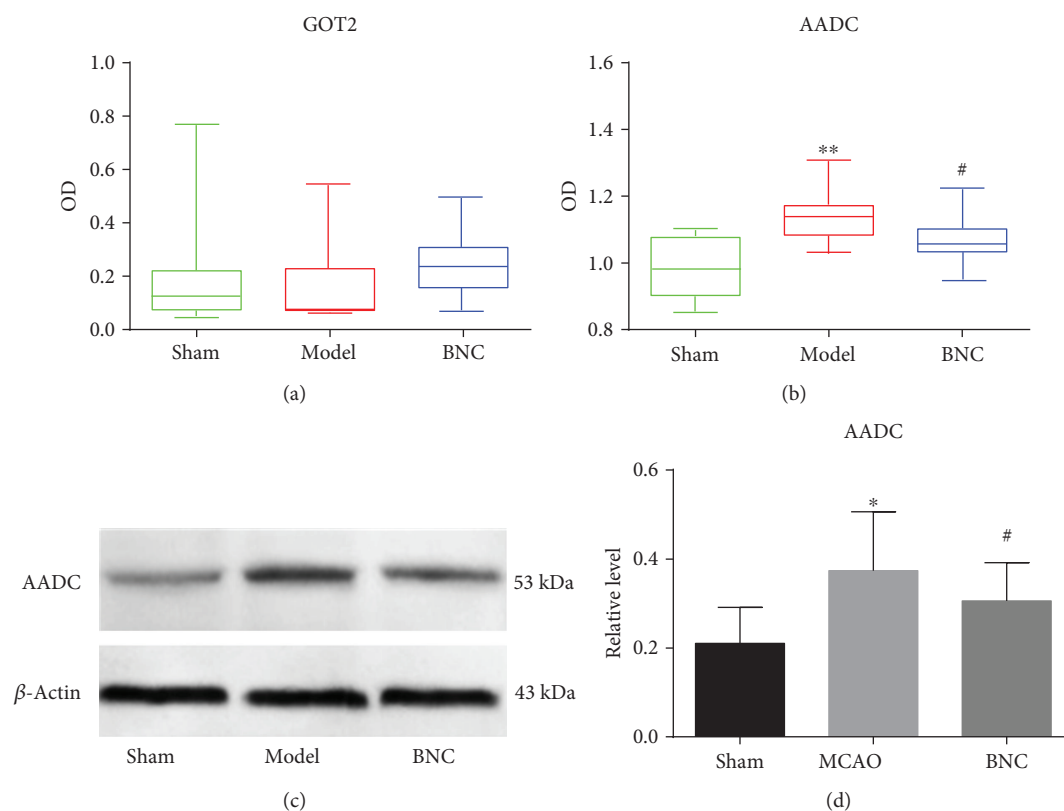 GOT2
1.0
0.8
0.6
0.4
0.2
0.0
OD
Sham Model BNC
(a)
AADC
1.6
1.4
1.2
1.0
0.8
OD
**
#
Sham Model BNC
(b)
AADC 53 kDa
β-Actin 43 kDa
Sham Model BNC
(c)
AADC
0.6
0.4
0.2
0.0
Relative level
*
#
Sham MCAO BNC
(d)